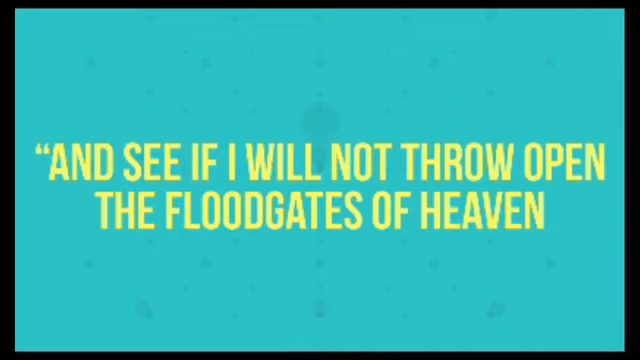 “AND SEE IF I WILL NOT THROW OPEN
THE FLOODGATES OF HEAVEN